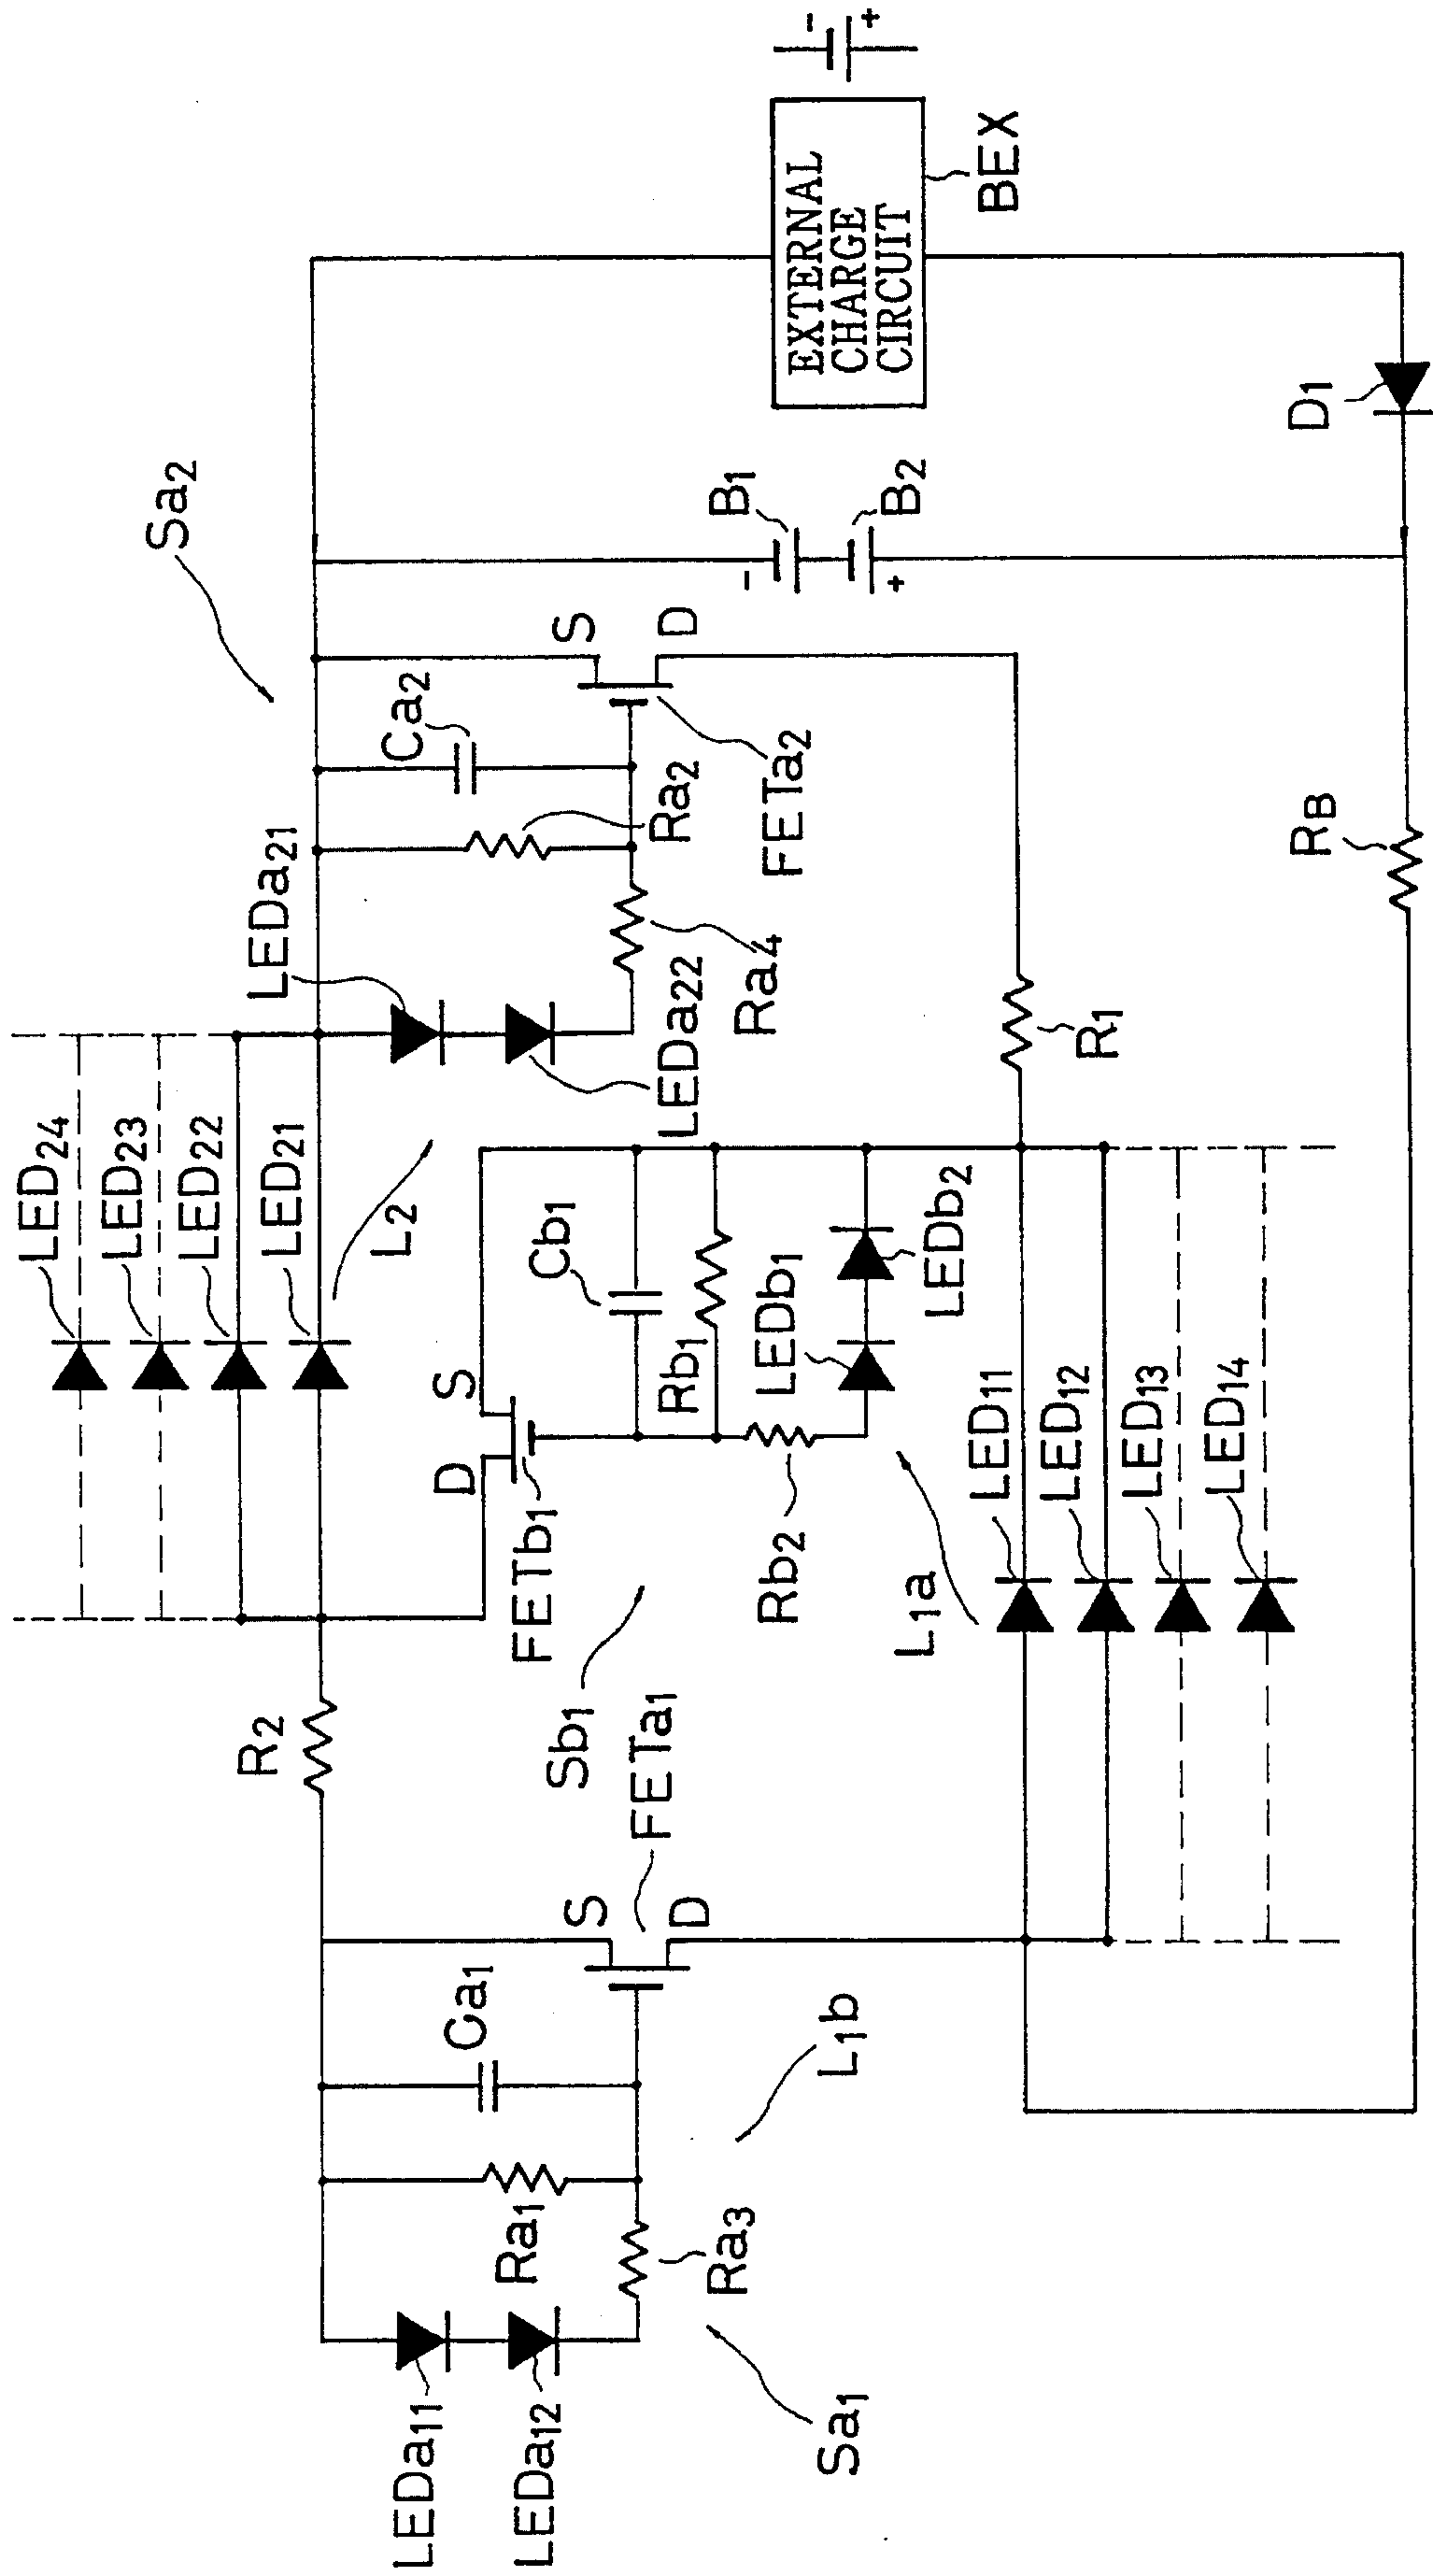 LED24
LED23
LED22
LED21
R2
L2
LEDa21
Sa2
LEDa11
LEDa12
Ca1
Ra1
Ra3
Sa1
L1b
S
D
FETa1
Sb1
D
S
FETb1
Cb1
Rb1
Rb2
LEDb1
LEDb2
L1a
LEDa22
Ca2
Ra2
Ra4
S
D
FETa2
B1
B2
-
+
EXTERNAL
CHARGE
CIRCUIT
BEX
-
+
LED11
LED12
LED13
LED14
R1
RB
D1